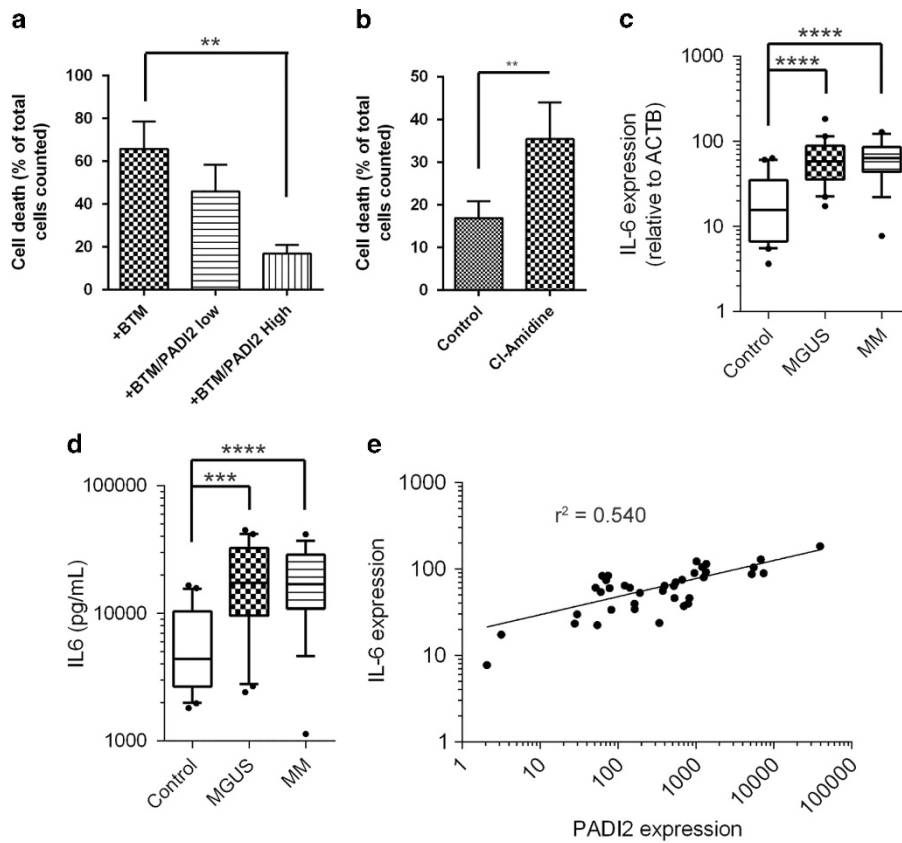 a
**
Cell death (% of total
cells counted)
100
80
60
40
20
0
+BTM
+BTM/PADI2 low
+BTM/PADI2 High
b
**
Cell death (% of total
cells counted)
50
40
30
20
10
0
Control
Cl-Amidine
c
****
****
IL-6 expression
(relative to ACTB)
1000
100
10
1
Control
MGUS
MM
d
****
***
IL6 (pg/mL)
100000
10000
1000
Control
MGUS
MM
e
r² = 0.540
IL-6 expression
1000
100
10
1
1
10
100
1000
10000
100000
PADI2 expression